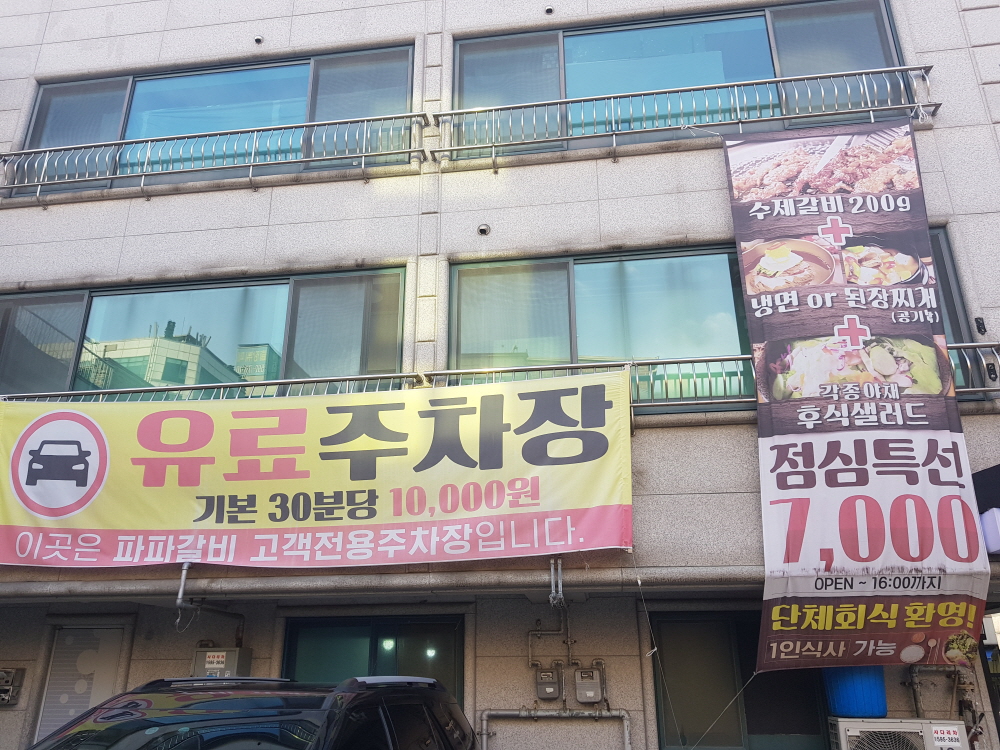 유료주차장
기본 30분당 10,000원
이곳은 파파갈비 고객전용주차장입니다.
수제갈비 200g
+
냉면 or 된장찌개
(공기밥)
+
각종야채
후식샐러드
점심특선
7,000
OPEN ~ 16:00까지
단체회식 환영!
1인식사 가능